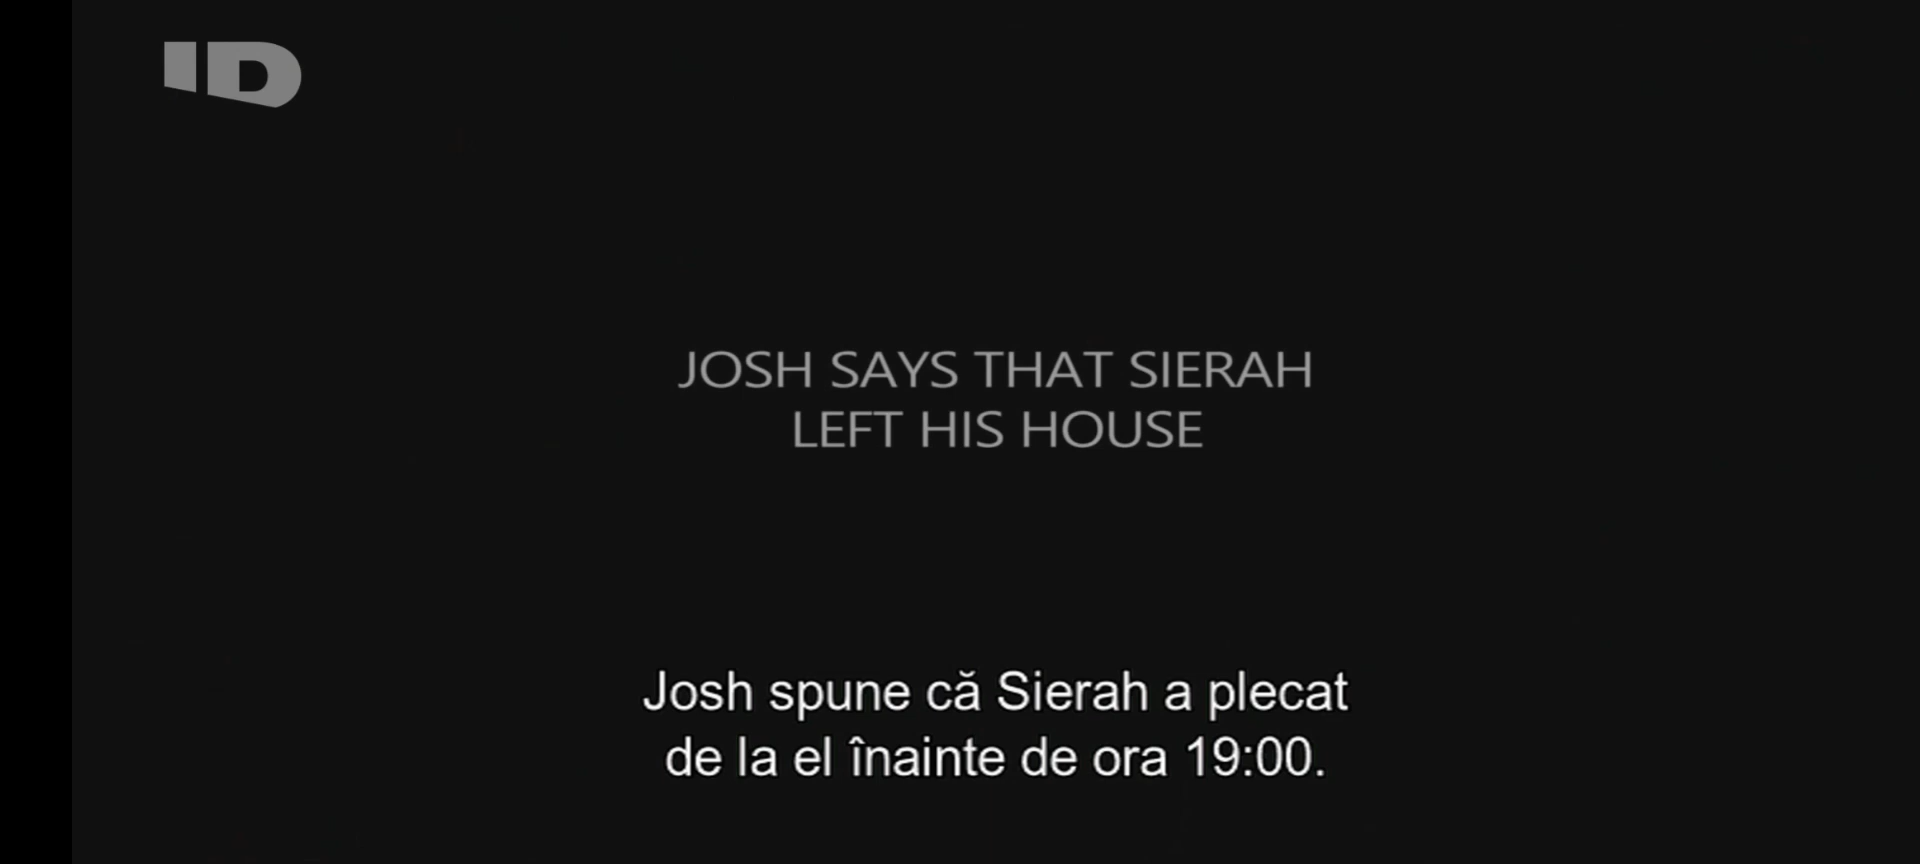 ID
JOSH SAYS THAT SIERAH
LEFT HIS HOUSE
Josh spune că Sierah a plecat
de la el înainte de ora 19:00.